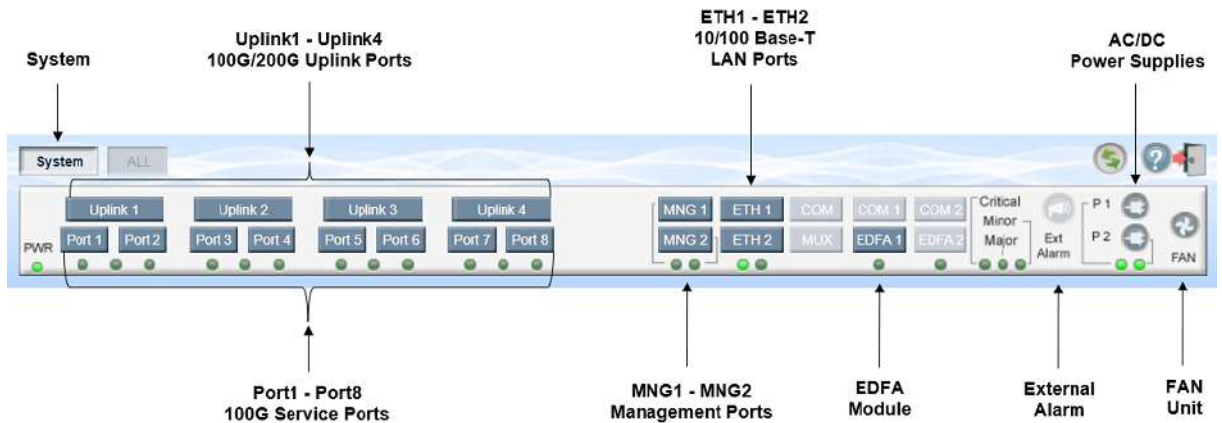 System
Uplink1 - Uplink4
100G/200G Uplink Ports
ETH1 - ETH2
10/100 Base-T
LAN Ports
AC/DC
Power Supplies
System
ALL
?
Uplink 1
Uplink 2
Uplink 3
Uplink 4
MNG 1
ETH 1
COM
COM 1
COM 2
Critical
Minor
Major
Ext
Alarm
P 1
P 2
FAN
PWR
Port 1
Port 2
Port 3
Port 4
Port 5
Port 6
Port 7
Port 8
MNG 2
ETH 2
MUX
EDFA 1
EDFA 2
Port1 - Port8
100G Service Ports
MNG1 - MNG2
Management Ports
EDFA
Module
External
Alarm
FAN
Unit